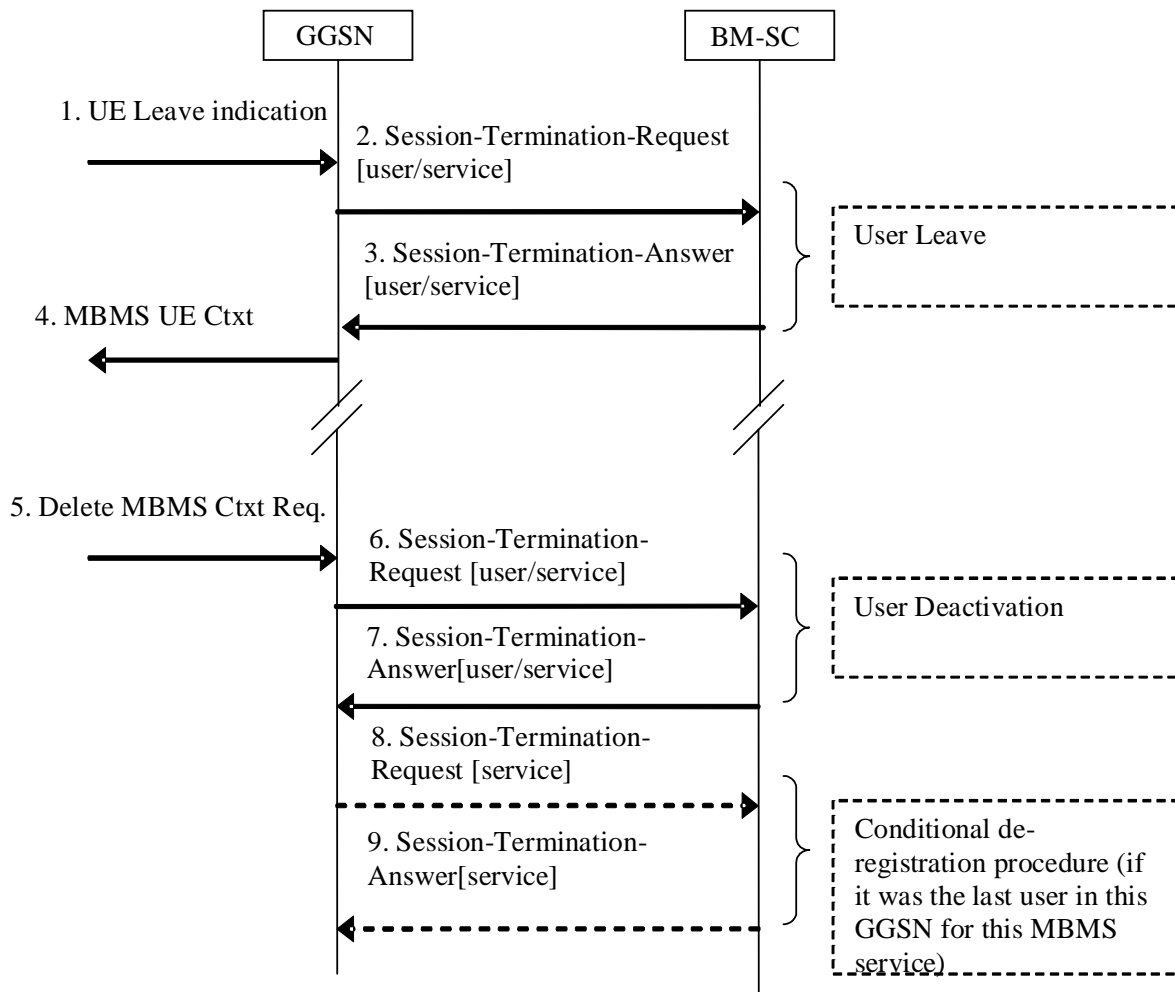 GGSN
BM-SC
1. UE Leave indication
2. Session-Termination-Request
[user/service]
User Leave
3. Session-Termination-Answer
[user/service]
4. MBMS UE Ctxt
5. Delete MBMS Ctxt Req.
6. Session-Termination-
Request [user/service]
User Deactivation
7. Session-Termination-
Answer[user/service]
8. Session-Termination-
Request [service]
9. Session-Termination-
Answer[service]
Conditional de-
registration procedure (if
it was the last user in this
GGSN for this MBMS
service)